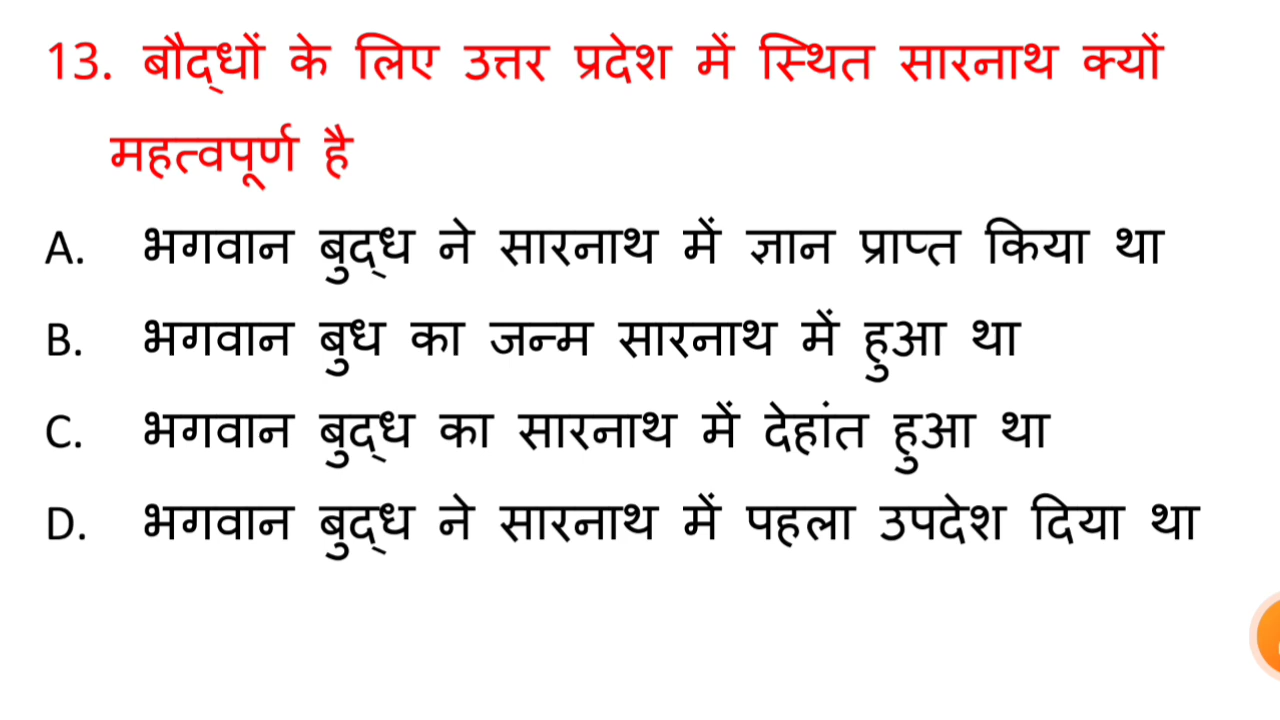 13. बौद्धों के लिए उत्तर प्रदेश में स्थित सारनाथ क्यों
महत्वपूर्ण है
A. भगवान बुद्ध ने सारनाथ में ज्ञान प्राप्त किया था
B. भगवान बुध का जन्म सारनाथ में हुआ था
C. भगवान बुद्ध का सारनाथ में देहांत हुआ था
D. भगवान बुद्ध ने सारनाथ में पहला उपदेश दिया था